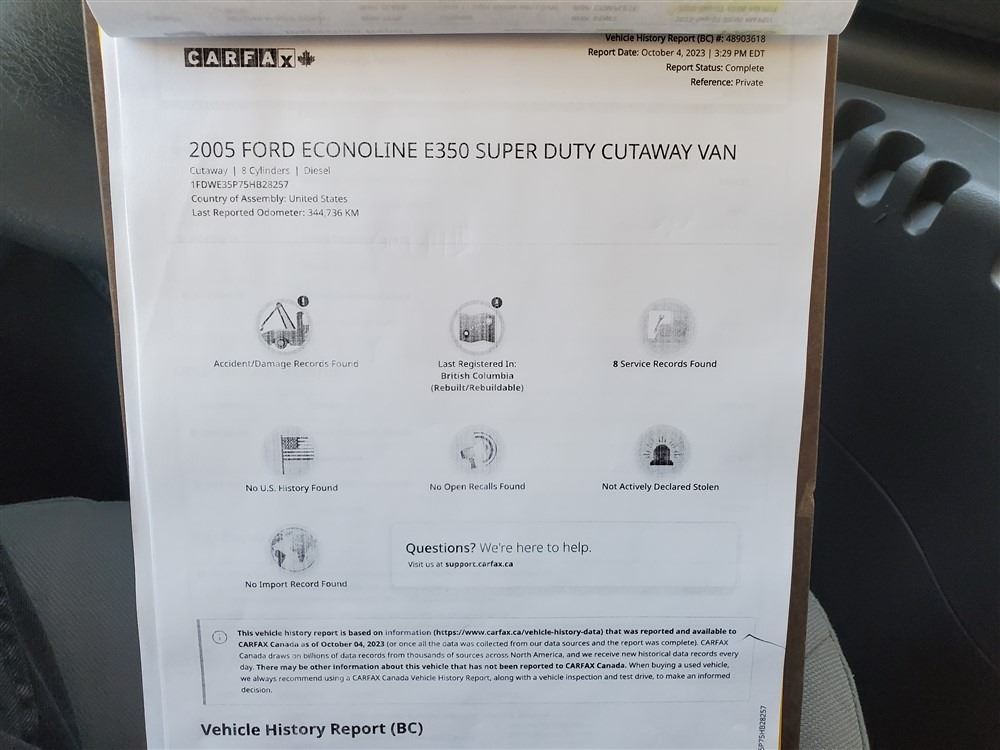 Vehicle History Report (BC) #: 48903618
CARFAX
Report Date: October 4, 2023 | 3:29 PM EDT
Report Status: Complete
Reference: Private
2005 FORD ECONOLINE E350 SUPER DUTY CUTAWAY VAN
Cutaway | 8 Cylinders | Diesel
1FDWE35P75HB28257
Country of Assembly: United States
Last Reported Odometer: 344,736 KM
Accident/Damage Records Found
Last Registered In:
British Columbia
(Rebuilt/Rebuildable)
8 Service Records Found
No U.S. History Found
No Open Recalls Found
Not Actively Declared Stolen
No Import Record Found
Questions? We're here to help.
Visit us at support.carfax.ca
This vehicle history report is based on information (https://www.carfax.ca/vehicle-history-data) that was reported and available to
CARFAX Canada as of October 04, 2023 (or once all the data was collected from our data sources and the report was complete). CARFAX
Canada draws on billions of data records from thousands of sources across North America, and we receive new historical data records every
day. There may be other information about this vehicle that has not been reported to CARFAX Canada. When buying a used vehicle,
we always recommend using a CARFAX Canada Vehicle History Report, along with a vehicle inspection and test drive, to make an informed
decision.
Vehicle History Report (BC)
5P75HB28257